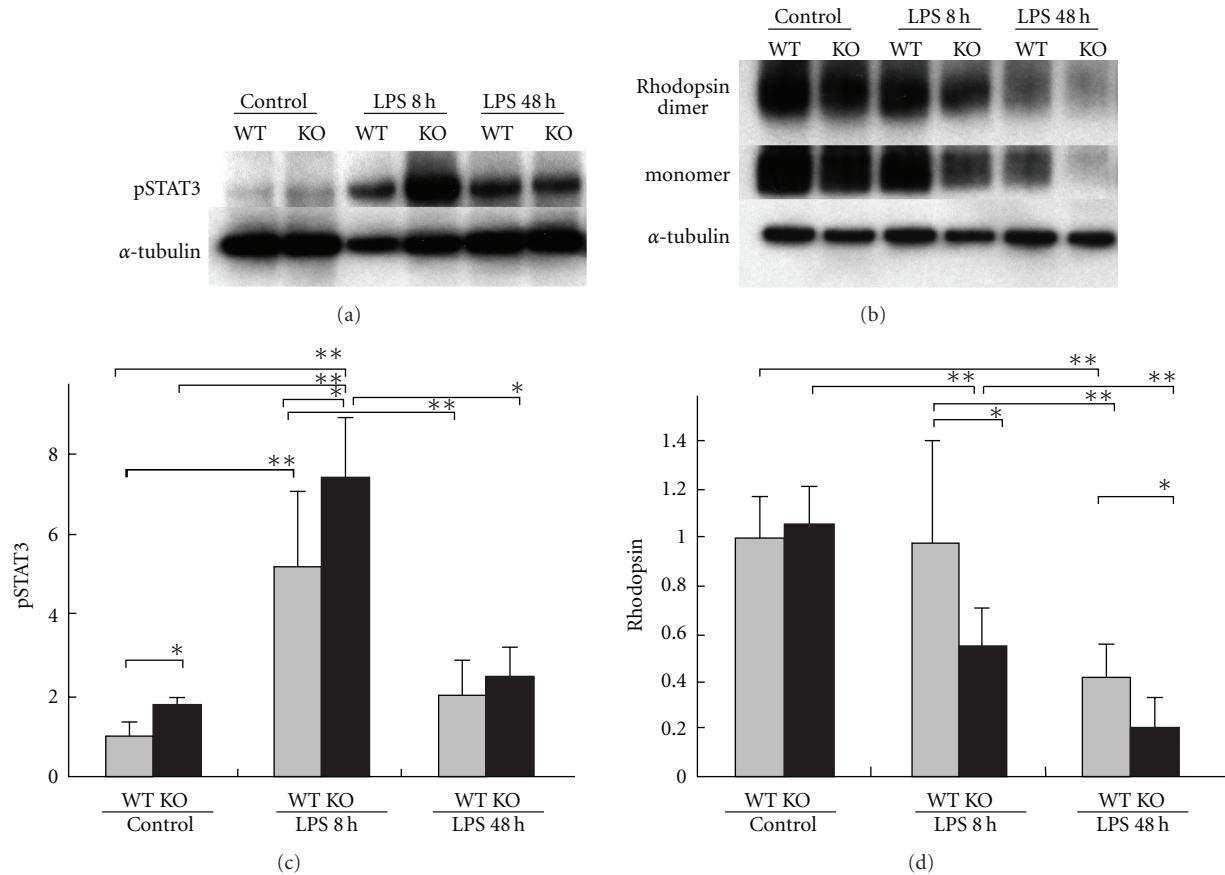 Control LPS 8 h LPS 48 h
WT KO WT KO WT KO
pSTAT3
α-tubulin
(a)
Control LPS 8 h LPS 48 h
WT KO WT KO WT KO
Rhodopsin
dimer
monomer
α-tubulin
(b)
pSTAT3
8
6
4
2
0
**
**
*
**
*
**
*
WT KO WT KO WT KO
Control LPS 8 h LPS 48 h
(c)
Rhodopsin
1.4
1.2
1
0.8
0.6
0.4
0.2
0
**
**
**
**
*
*
WT KO WT KO WT KO
Control LPS 8 h LPS 48 h
(d)